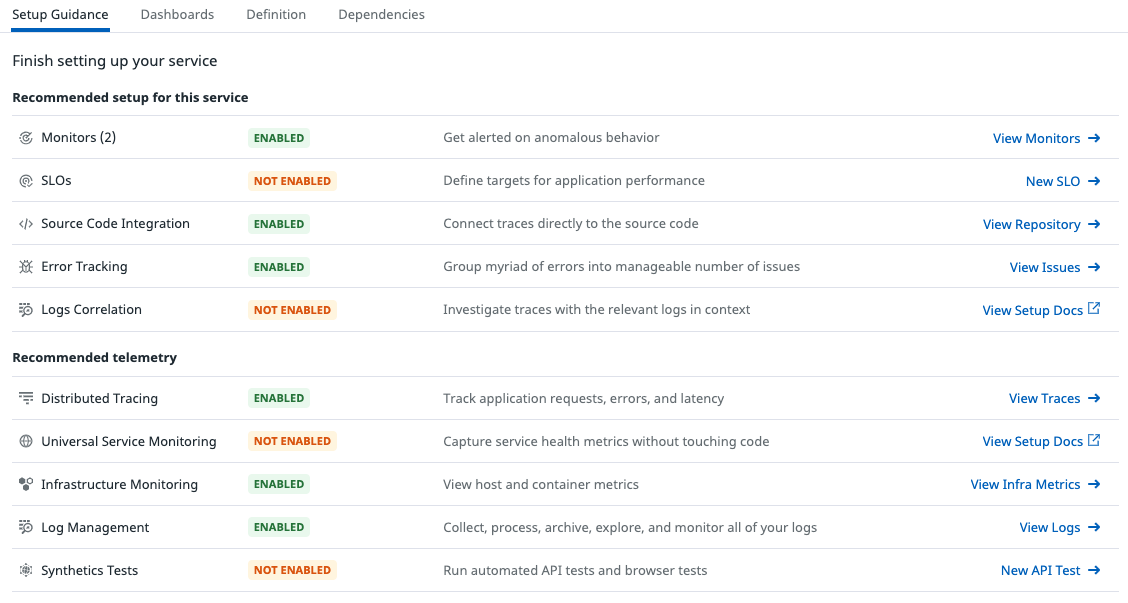 Setup Guidance Dashboards Definition Dependencies
Finish setting up your service
Recommended setup for this service
Monitors (2) ENABLED Get alerted on anomalous behavior View Monitors
SLOs NOT ENABLED Define targets for application performance New SLO
Source Code Integration ENABLED Connect traces directly to the source code View Repository
Error Tracking ENABLED Group myriad of errors into manageable number of issues View Issues
Logs Correlation NOT ENABLED Investigate traces with the relevant logs in context View Setup Docs
Recommended telemetry
Distributed Tracing ENABLED Track application requests, errors, and latency View Traces
Universal Service Monitoring NOT ENABLED Capture service health metrics without touching code View Setup Docs
Infrastructure Monitoring ENABLED View host and container metrics View Infra Metrics
Log Management ENABLED Collect, process, archive, explore, and monitor all of your logs View Logs
Synthetics Tests NOT ENABLED Run automated API tests and browser tests New API Test